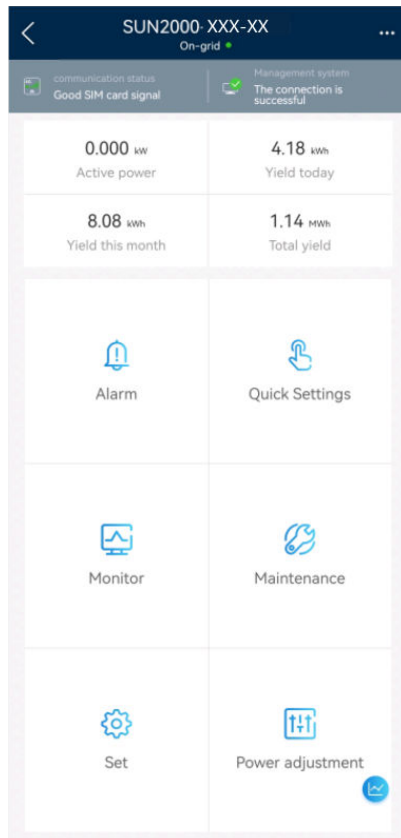 SUN2000-XXX-XX
On-grid
communication status
Good SIM card signal
Management system
The connection is
successful
0.000 kW
Active power
4.18 kWh
Yield today
8.08 kWh
Yield this month
1.14 MWh
Total yield
Alarm
Quick Settings
Monitor
Maintenance
Set
Power adjustment